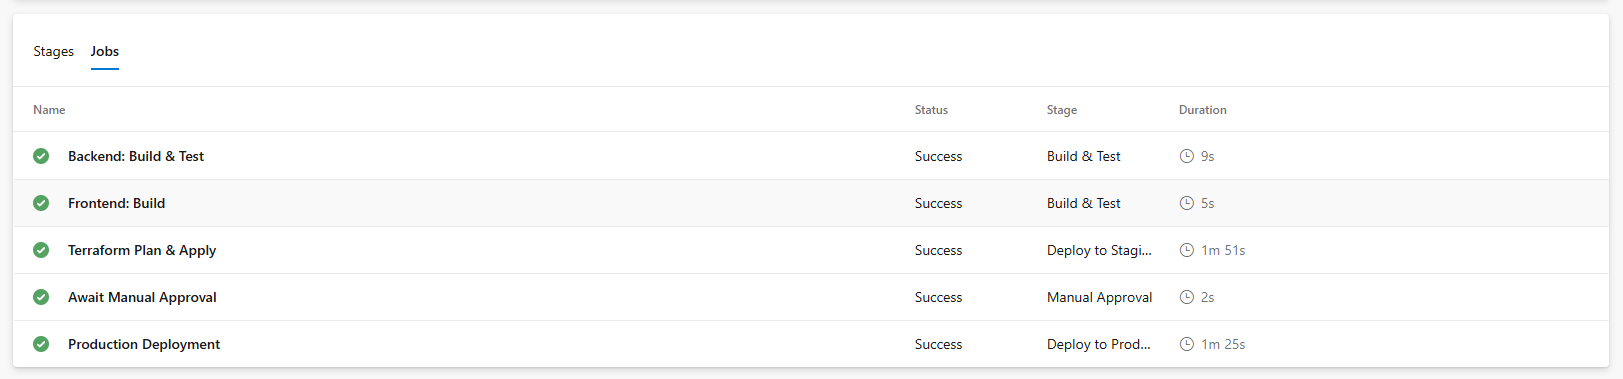 Stages Jobs
Name Status Stage Duration
Backend: Build & Test Success Build & Test 9s
Frontend: Build Success Build & Test 5s
Terraform Plan & Apply Success Deploy to Stagi... 1m 51s
Await Manual Approval Success Manual Approval 2s
Production Deployment Success Deploy to Prod... 1m 25s